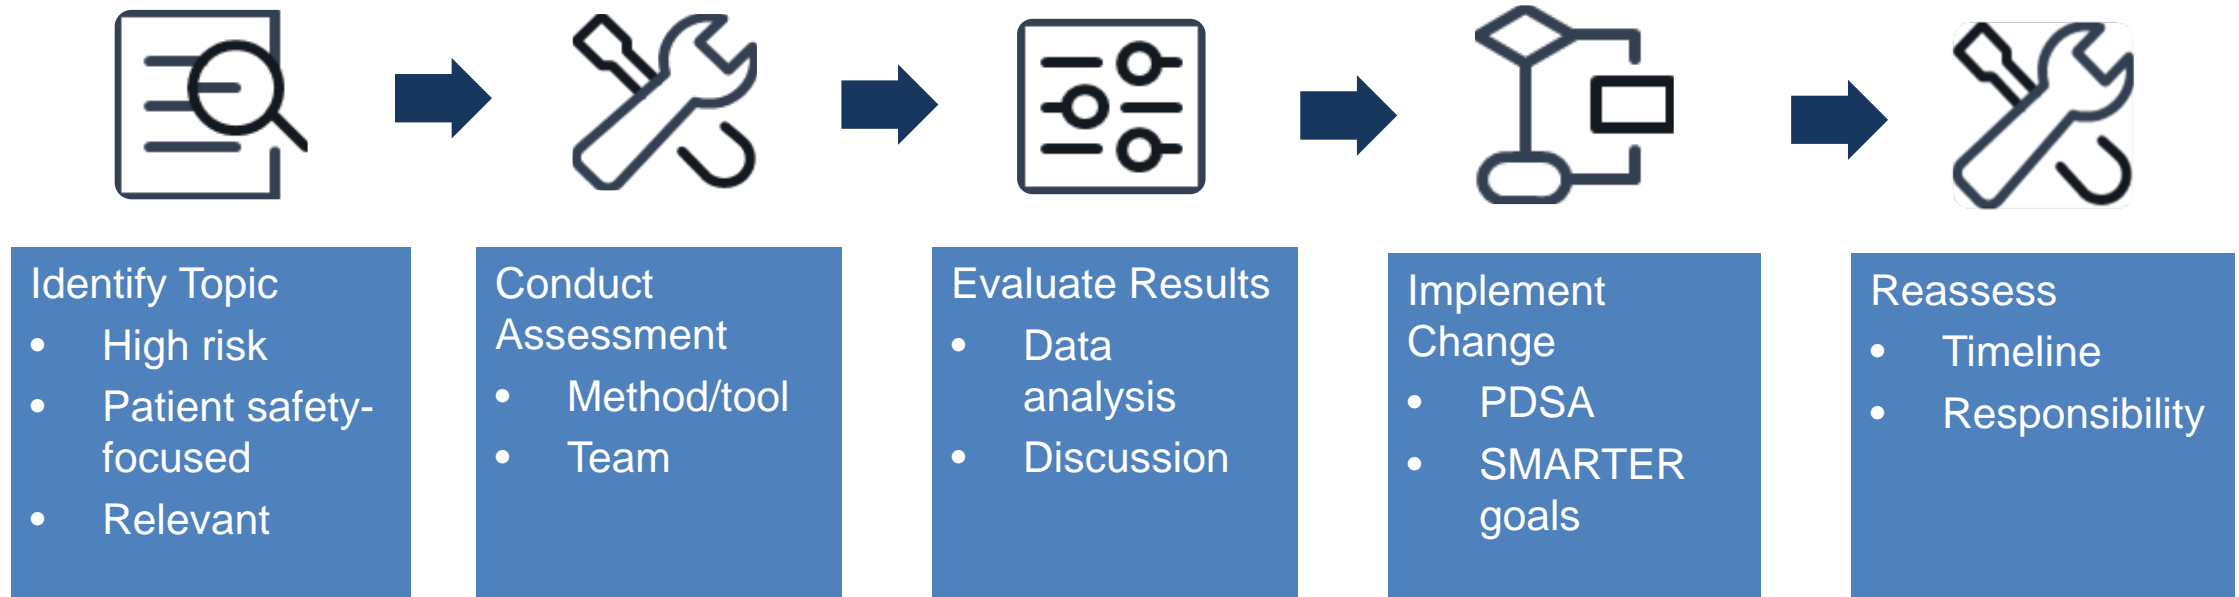 Identify Topic
• High risk
• Patient safety-
focused
• Relevant
Conduct
Assessment
• Method/tool
• Team
Evaluate Results
• Data
analysis
• Discussion
Implement
Change
• PDSA
• SMARTER
goals
Reassess
• Timeline
• Responsibility